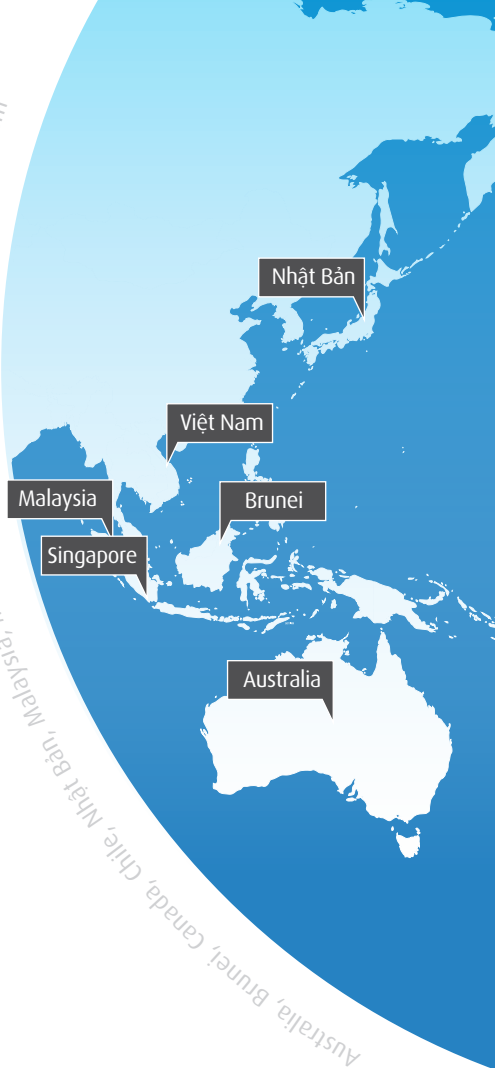 Nhật Bản
Việt Nam
Malaysia
Brunei
Singapore
Australia
Australia, Brunei, Canada, Chile, Nhật Bản, Malaysia,